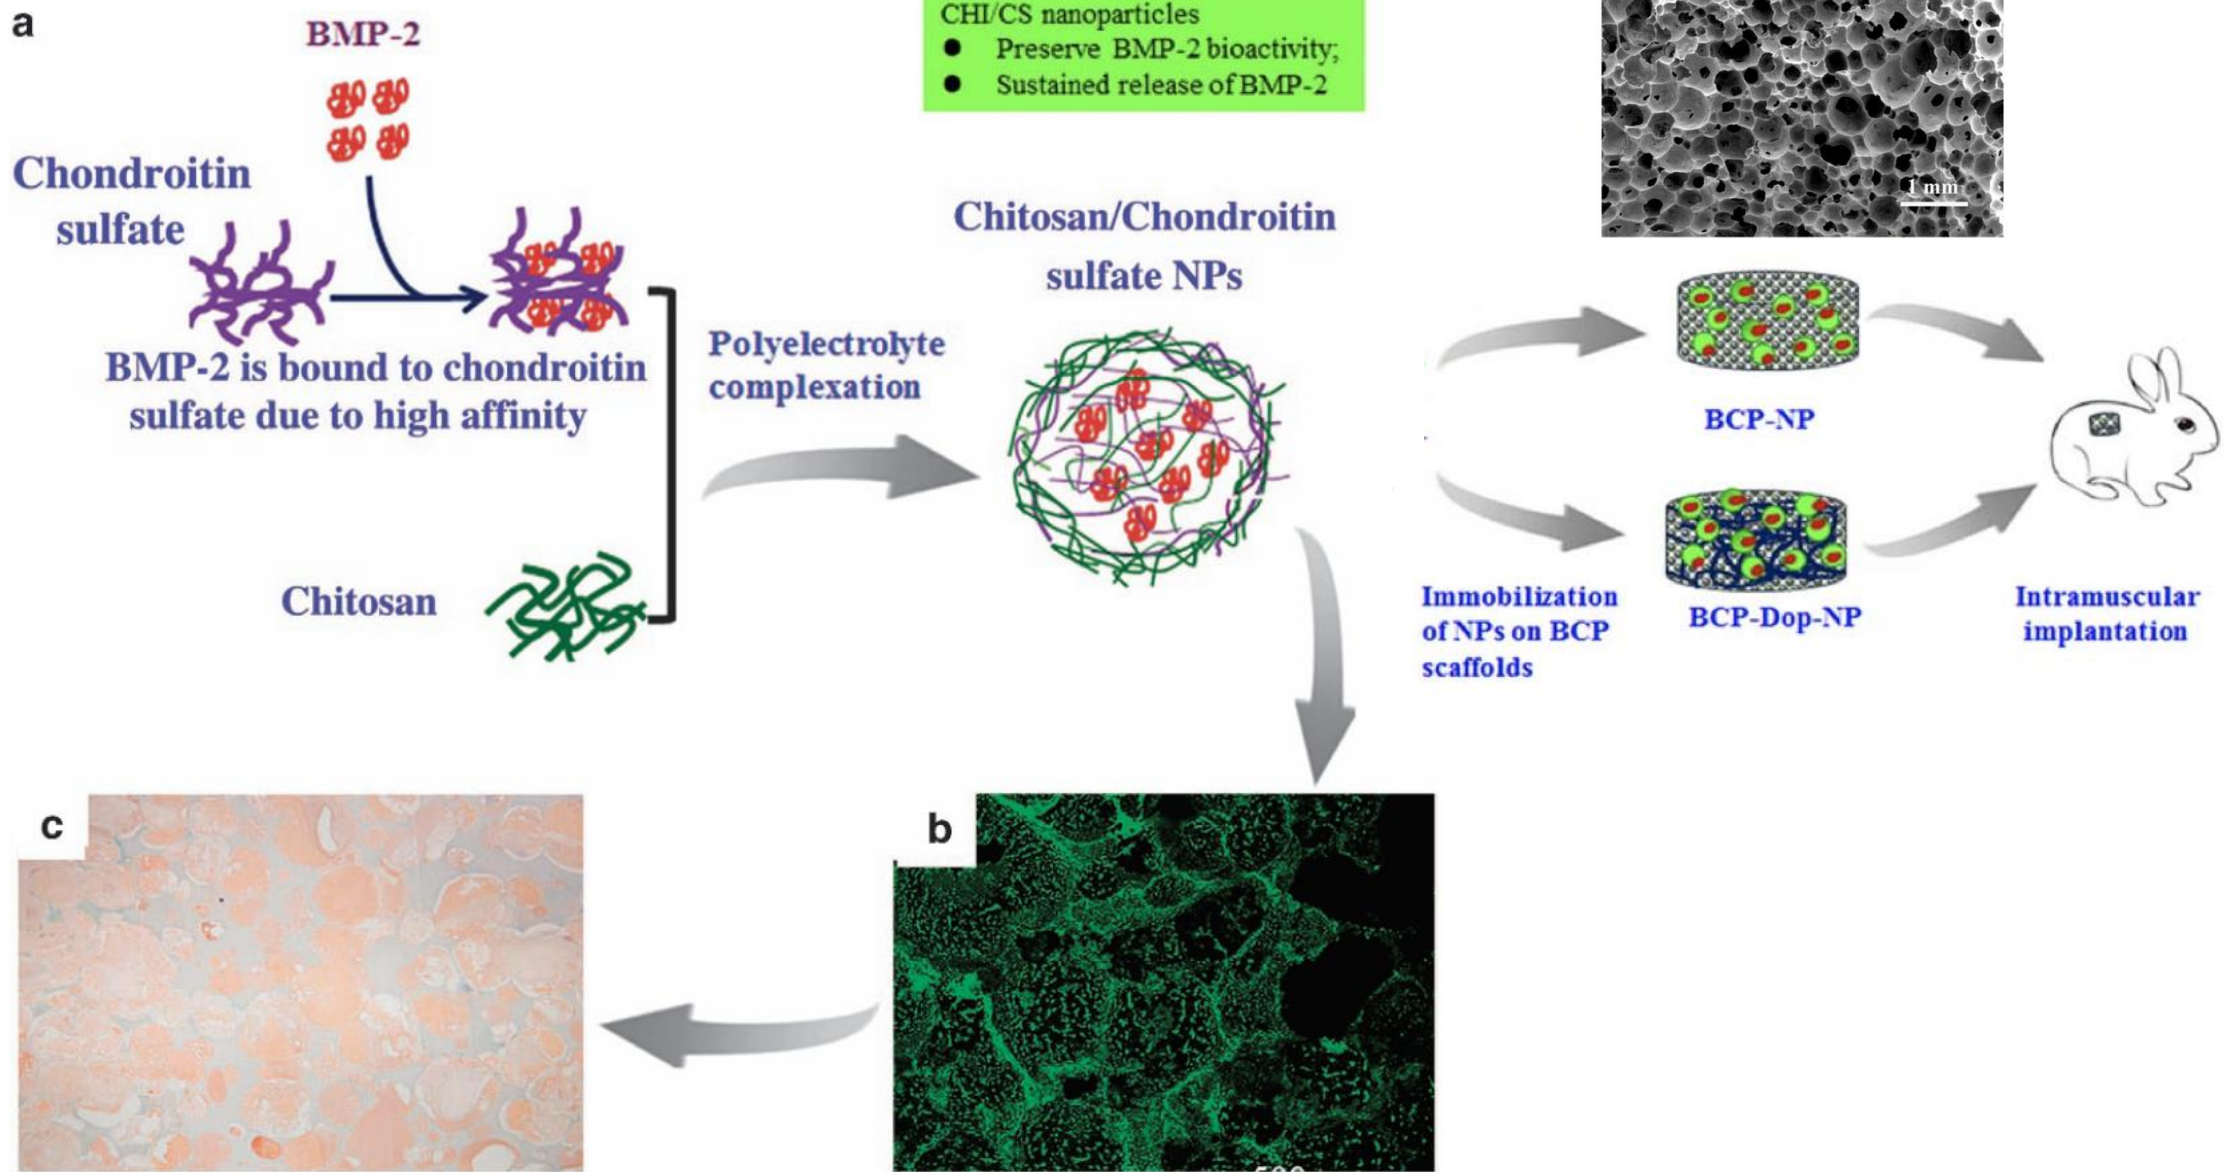 a
BMP-2
CHI/CS nanoparticles
● Preserve BMP-2 bioactivity;
● Sustained release of BMP-2
1 mm
Chondroitin
sulfate
BMP-2 is bound to chondroitin
sulfate due to high affinity
Chitosan
Polyelectrolyte
complexation
Chitosan/Chondroitin
sulfate NPs
BCP-NP
BCP-Dop-NP
Immobilization
of NPs on BCP
scaffolds
Intramuscular
implantation
c
b